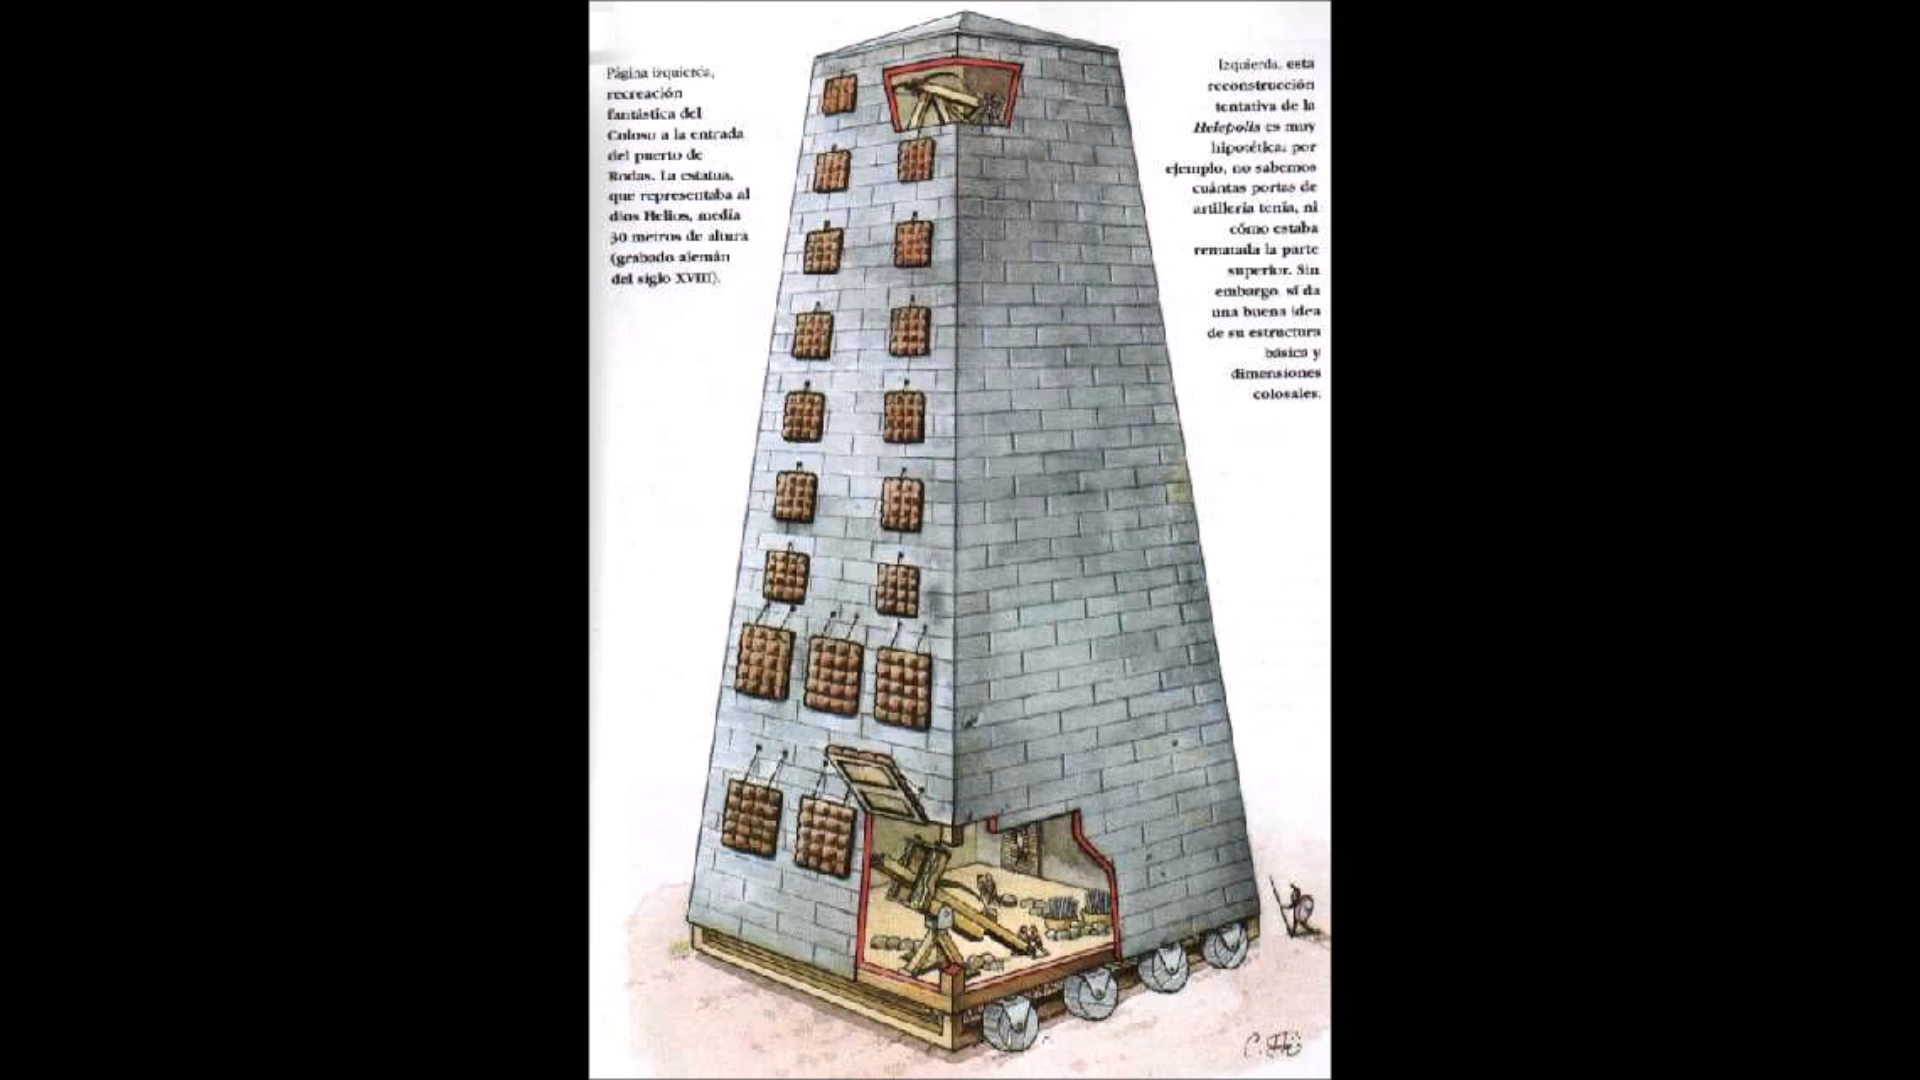 Página izquierda,
recreación
fantástica del
Coloso a la entrada
del puerto de
Rodas. La estatua,
que representaba al
dios Helios, medía
30 metros de altura
(grabado alemán
del siglo XVIII).
Izquierda, esta
reconstrucción
tentativa de la
Helepolis es muy
hipotética; por
ejemplo, no sabemos
cuántas portas de
artillería tenía, ni
cómo estaba
rematada la parte
superior. Sin
embargo, sí da
una buena idea
de su estructura
básica y
dimensiones
colosales.